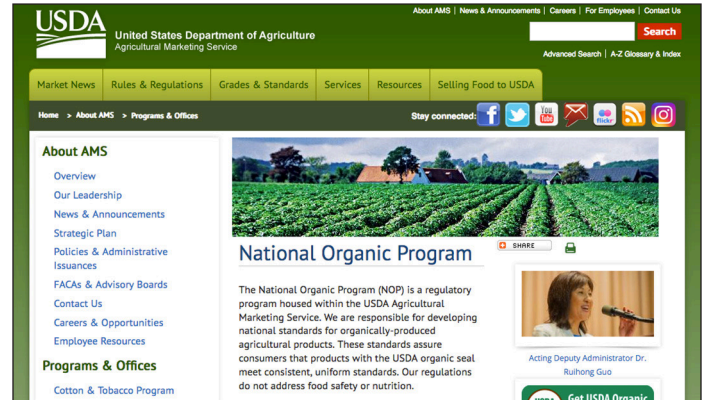 About AMS | News & Announcements | Careers | For Employees | Contact Us
USDA
United States Department of Agriculture
Agricultural Marketing Service
Search
Advanced Search | A-Z Glossary & Index
Market News Rules & Regulations Grades & Standards Services Resources Selling Food to USDA
Home > About AMS > Programs & Offices
Stay connected: f You Tube flickr
About AMS
Overview
Our Leadership
News & Announcements
Strategic Plan
Policies & Administrative
Issuances
FACAs & Advisory Boards
Contact Us
Careers & Opportunities
Employee Resources
Programs & Offices
Cotton & Tobacco Program
National Organic Program
SHARE
The National Organic Program (NOP) is a regulatory
program housed within the USDA Agricultural
Marketing Service. We are responsible for developing
national standards for organically-produced
agricultural products. These standards assure
consumers that products with the USDA organic seal
meet consistent, uniform standards. Our regulations
do not address food safety or nutrition.
Acting Deputy Administrator Dr.
Ruihong Guo
USDA Get USDA Organic